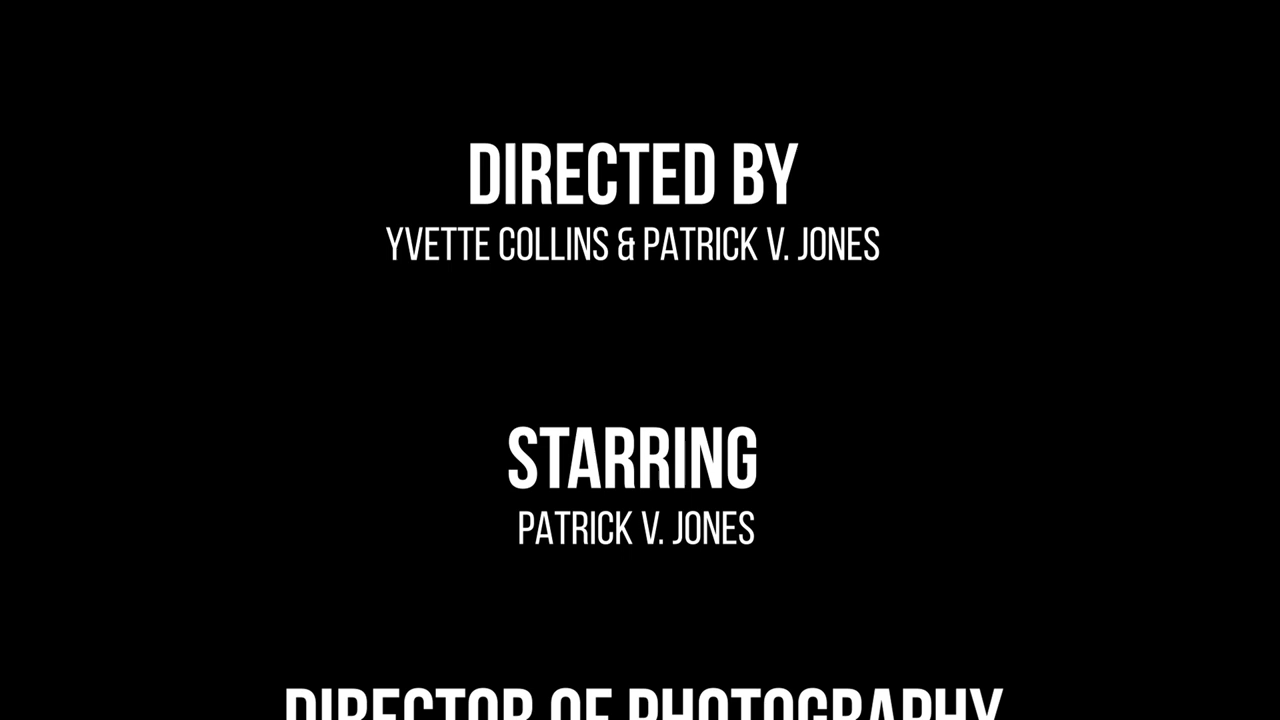 DIRECTED BY
YVETTE COLLINS & PATRICK V. JONES
STARRING
PATRICK V. JONES
DIRECTOR OF PHOTOGRAPHY